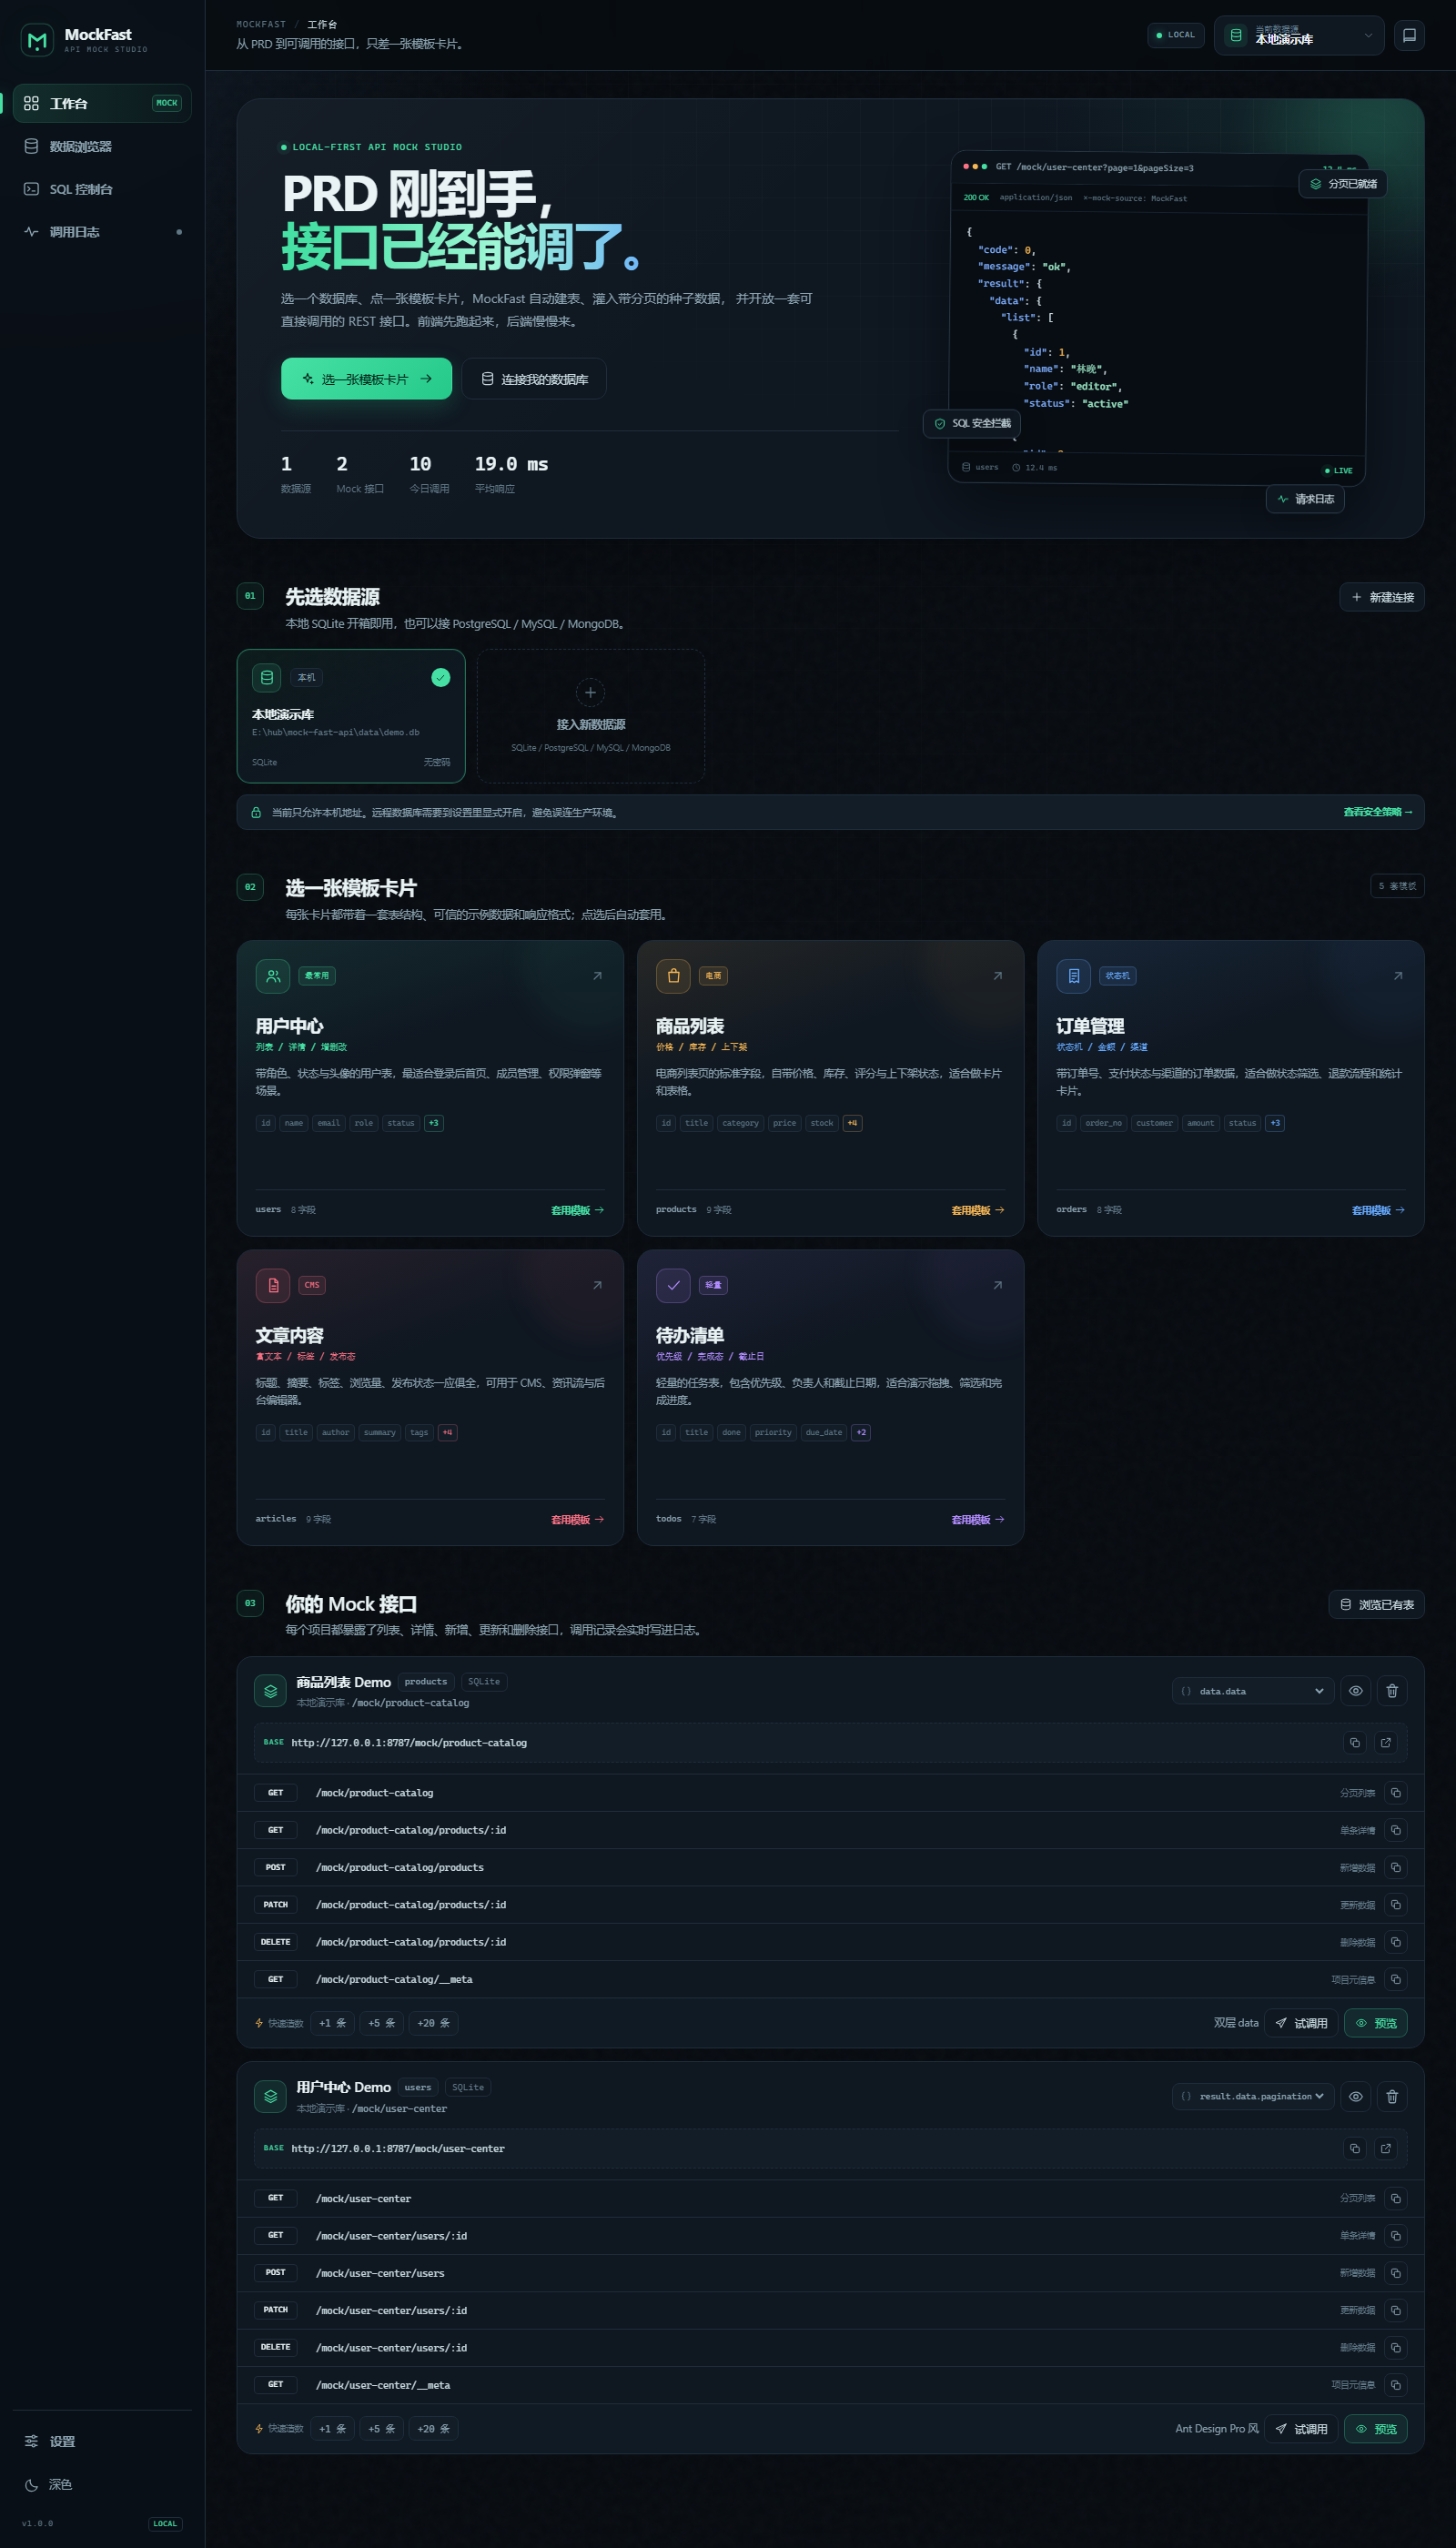 MockFast
API MOCK STUDIO
工作台
MOCK
数据浏览器
SQL 控制台
调用日志
设置
深色
v1.0.0
LOCAL
MOCKFAST / 工作台
从 PRD 到可调用的接口，只差一张模板卡片。
LOCAL
当前数据源
本地演示库
LOCAL-FIRST API MOCK STUDIO
PRD 刚到手，
接口已经能调了。
选一个数据库、点一张模板卡片，MockFast 自动建表、灌入带分页的种子数据， 并开放一套可
直接调用的 REST 接口。前端先跑起来，后端慢慢来。
选一张模板卡片
连接我的数据库
1
数据源
2
Mock 接口
10
今日调用
19.0 ms
平均响应
GET /mock/user-center?page=1&pageSize=3
分页已就绪
200 OK application/json x-mock-source: MockFast
{
"code": 0,
"message": "ok",
"result": {
"data": {
"list": [
{
"id": 1,
"name": "林晚",
"role": "editor",
"status": "active"
SQL 安全拦截
users 12.4 ms
LIVE
请求日志
01
先选数据源
本地 SQLite 开箱即用，也可以接 PostgreSQL / MySQL / MongoDB。
新建连接
本机
本地演示库
E:\hub\mock-fast-api\data\demo.db
SQLite
无密码
接入新数据源
SQLite / PostgreSQL / MySQL / MongoDB
当前只允许本机地址。远程数据库需要到设置里显式开启，避免误连生产环境。
查看安全策略 →
02
选一张模板卡片
每张卡片都带着一套表结构、可信的示例数据和响应格式；点选后自动套用。
5 套模板
最常用
用户中心
列表 / 详情 / 增删改
带角色、状态与头像的用户表，最适合登录后首页、成员管理、权限弹窗等
场景。
id name email role status +3
users 8 字段
套用模板
电商
商品列表
价格 / 库存 / 上下架
电商列表页的标准字段，自带价格、库存、评分与上下架状态，适合做卡片
和表格。
id title category price stock +4
products 9 字段
套用模板
状态机
订单管理
状态机 / 金额 / 渠道
带订单号、支付状态与渠道的订单数据，适合做状态筛选、退款流程和统计
卡片。
id order_no customer amount status +3
orders 8 字段
套用模板
CMS
文章内容
富文本 / 标签 / 发布态
标题、摘要、标签、浏览量、发布状态一应俱全，可用于 CMS、资讯流与后
台编辑器。
id title author summary tags +4
articles 9 字段
套用模板
轻量
待办清单
优先级 / 完成态 / 截止日
轻量的任务表，包含优先级、负责人和截止日期，适合演示拖拽、筛选和完
成进度。
id title done priority due_date +2
todos 7 字段
套用模板
03
你的 Mock 接口
每个项目都暴露了列表、详情、新增、更新和删除接口，调用记录会实时写进日志。
浏览已有表
商品列表 Demo products SQLite
本地演示库 · /mock/product-catalog
data.data
BASE http://127.0.0.1:8787/mock/product-catalog
GET /mock/product-catalog 分页列表
GET /mock/product-catalog/products/:id 单条详情
POST /mock/product-catalog/products 新增数据
PATCH /mock/product-catalog/products/:id 更新数据
DELETE /mock/product-catalog/products/:id 删除数据
GET /mock/product-catalog/__meta 项目元信息
快速造数 +1 条 +5 条 +20 条
双层 data 试调用 预览
用户中心 Demo users SQLite
本地演示库 · /mock/user-center
result.data.pagination
BASE http://127.0.0.1:8787/mock/user-center
GET /mock/user-center 分页列表
GET /mock/user-center/users/:id 单条详情
POST /mock/user-center/users 新增数据
PATCH /mock/user-center/users/:id 更新数据
DELETE /mock/user-center/users/:id 删除数据
GET /mock/user-center/__meta 项目元信息
快速造数 +1 条 +5 条 +20 条
Ant Design Pro 风 试调用 预览